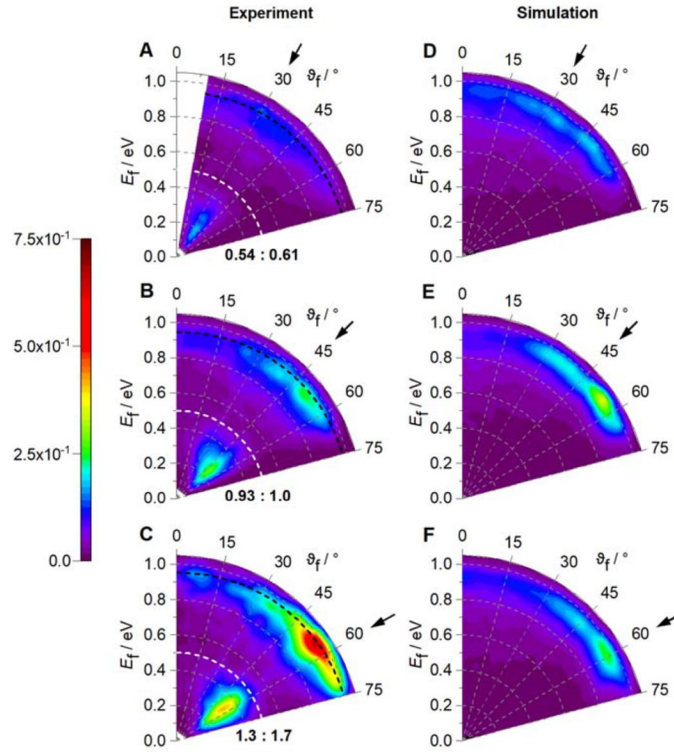 Experiment
Simulation
A
0
15
30
ϑf / °
45
60
75
1.0
0.8
0.6
0.4
0.2
0.0
Ef / eV
0.54 : 0.61
D
0
15
30
ϑf / °
45
60
75
1.0
0.8
0.6
0.4
0.2
0.0
Ef / eV
7.5x10⁻¹
5.0x10⁻¹
2.5x10⁻¹
0.0
B
0
15
30
ϑf / °
45
60
75
1.0
0.8
0.6
0.4
0.2
0.0
Ef / eV
0.93 : 1.0
E
0
15
30
ϑf / °
45
60
75
1.0
0.8
0.6
0.4
0.2
0.0
Ef / eV
C
0
15
30
ϑf / °
45
60
75
1.0
0.8
0.6
0.4
0.2
0.0
Ef / eV
1.3 : 1.7
F
0
15
30
ϑf / °
45
60
75
1.0
0.8
0.6
0.4
0.2
0.0
Ef / eV